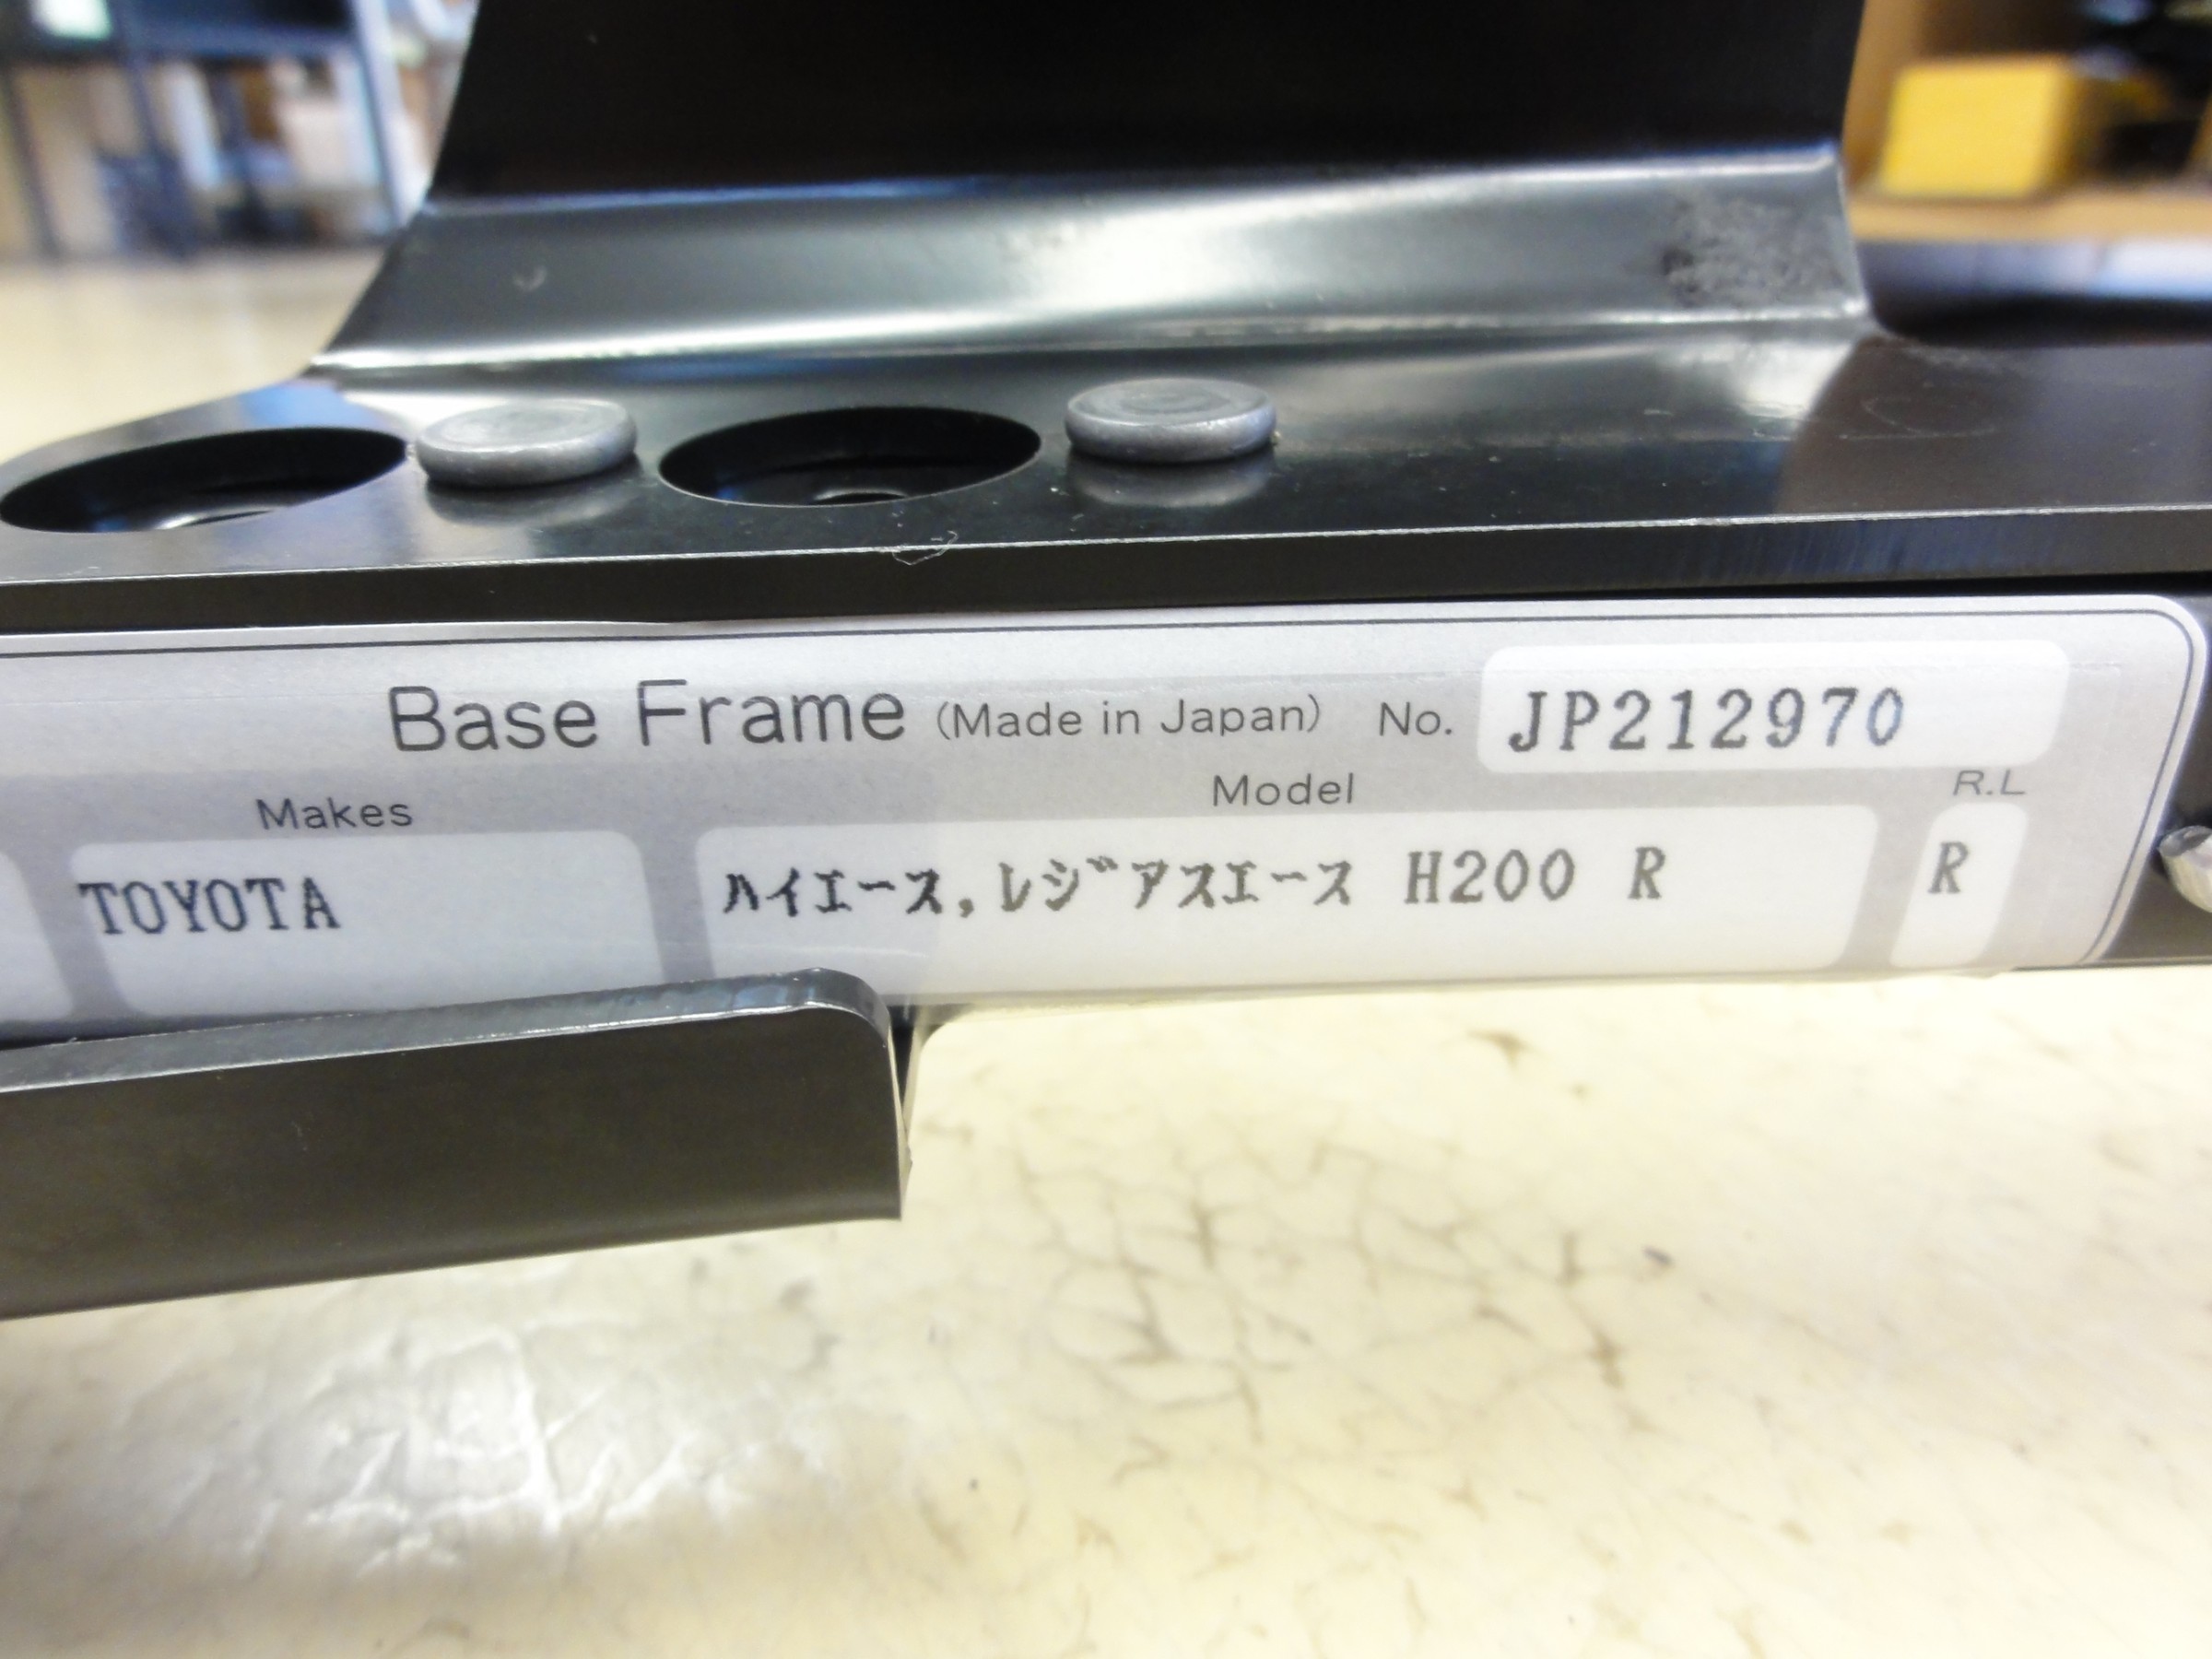 Base Frame (Made in Japan) No. JP212970
Makes Model R.L
TOYOTA ﾊｲｴｰｽ,ﾚｼﾞｱｽｴｰｽ H200 R R